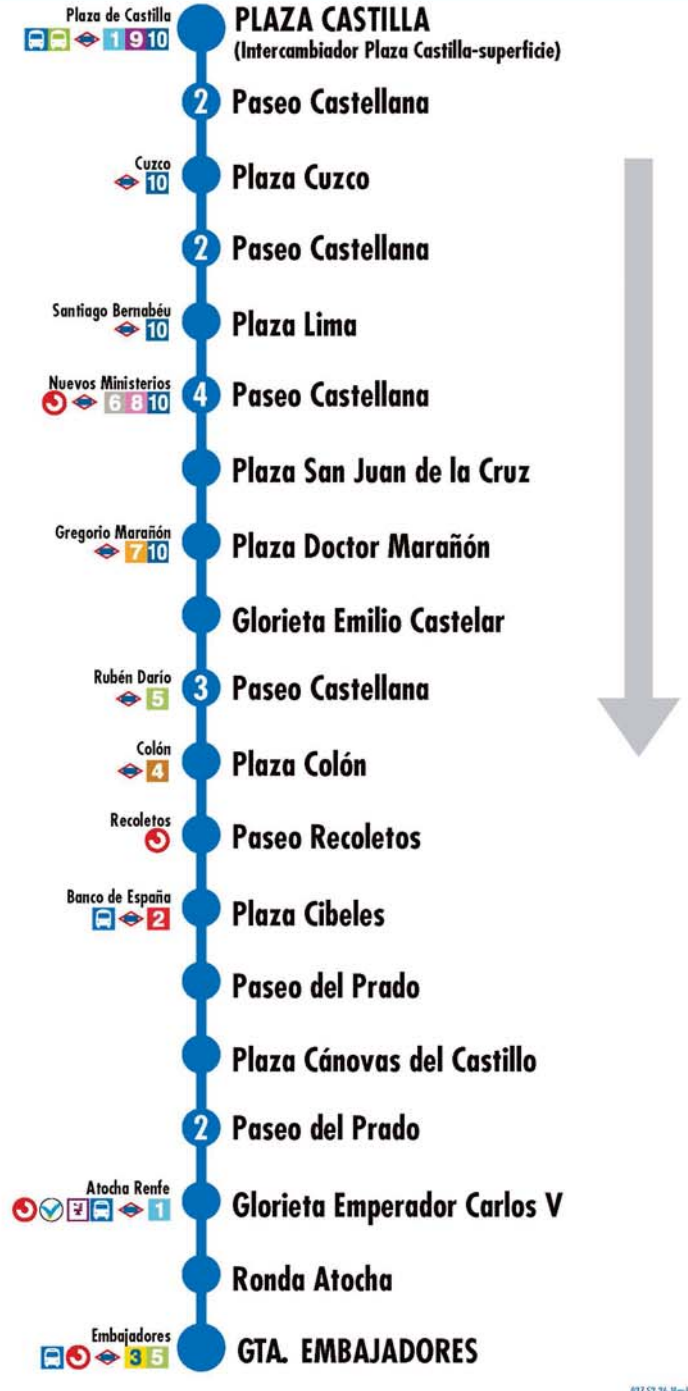 Plaza de Castilla
1 9 10
PLAZA CASTILLA
(Intercambiador Plaza Castilla-superficie)
2 Paseo Castellana
Cuzco
10
Plaza Cuzco
2 Paseo Castellana
Santiago Bernabéu
10
Plaza Lima
Nuevos Ministerios
6 8 10
4 Paseo Castellana
Plaza San Juan de la Cruz
Gregorio Marañón
7 10
Plaza Doctor Marañón
Glorieta Emilio Castelar
Rubén Darío
5
3 Paseo Castellana
Colón
4
Plaza Colón
Recoletos
Paseo Recoletos
Banco de España
2
Plaza Cibeles
Paseo del Prado
Plaza Cánovas del Castillo
2 Paseo del Prado
Atocha Renfe
1
Glorieta Emperador Carlos V
Ronda Atocha
Embajadores
3 5
GTA. EMBAJADORES